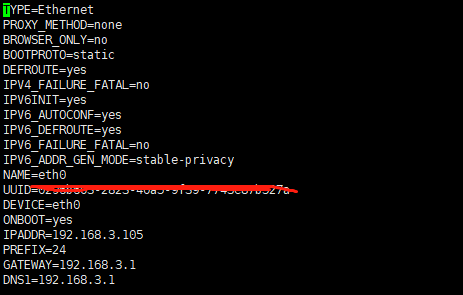 TYPE=Ethernet
PROXY_METHOD=none
BROWSER_ONLY=no
BOOTPROTO=static
DEFROUTE=yes
IPV4_FAILURE_FATAL=no
IPV6INIT=yes
IPV6_AUTOCONF=yes
IPV6_DEFROUTE=yes
IPV6_FAILURE_FATAL=no
IPV6_ADDR_GEN_MODE=stable-privacy
NAME=eth0
UUID=
DEVICE=eth0
ONBOOT=yes
IPADDR=192.168.3.105
PREFIX=24
GATEWAY=192.168.3.1
DNS1=192.168.3.1